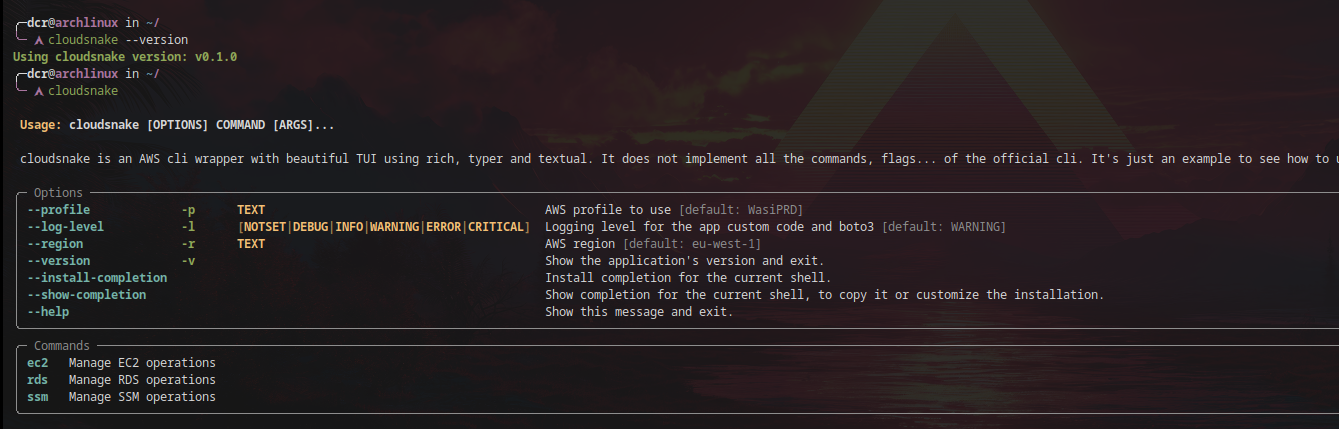 dcr@archlinux in ~/
cloudsnake --version
Using cloudsnake version: v0.1.0
dcr@archlinux in ~/
cloudsnake
Usage: cloudsnake [OPTIONS] COMMAND [ARGS]...
cloudsnake is an AWS cli wrapper with beautiful TUI using rich, typer and textual. It does not implement all the commands, flags... of the official cli. It's just an example to see how to
Options
--profile -p TEXT AWS profile to use [default: WasiPRD]
--log-level -l [NOTSET|DEBUG|INFO|WARNING|ERROR|CRITICAL] Logging level for the app custom code and boto3 [default: WARNING]
--region -r TEXT AWS region [default: eu-west-1]
--version -v Show the application's version and exit.
--install-completion Install completion for the current shell.
--show-completion Show completion for the current shell, to copy it or customize the installation.
--help Show this message and exit.
Commands
ec2 Manage EC2 operations
rds Manage RDS operations
ssm Manage SSM operations